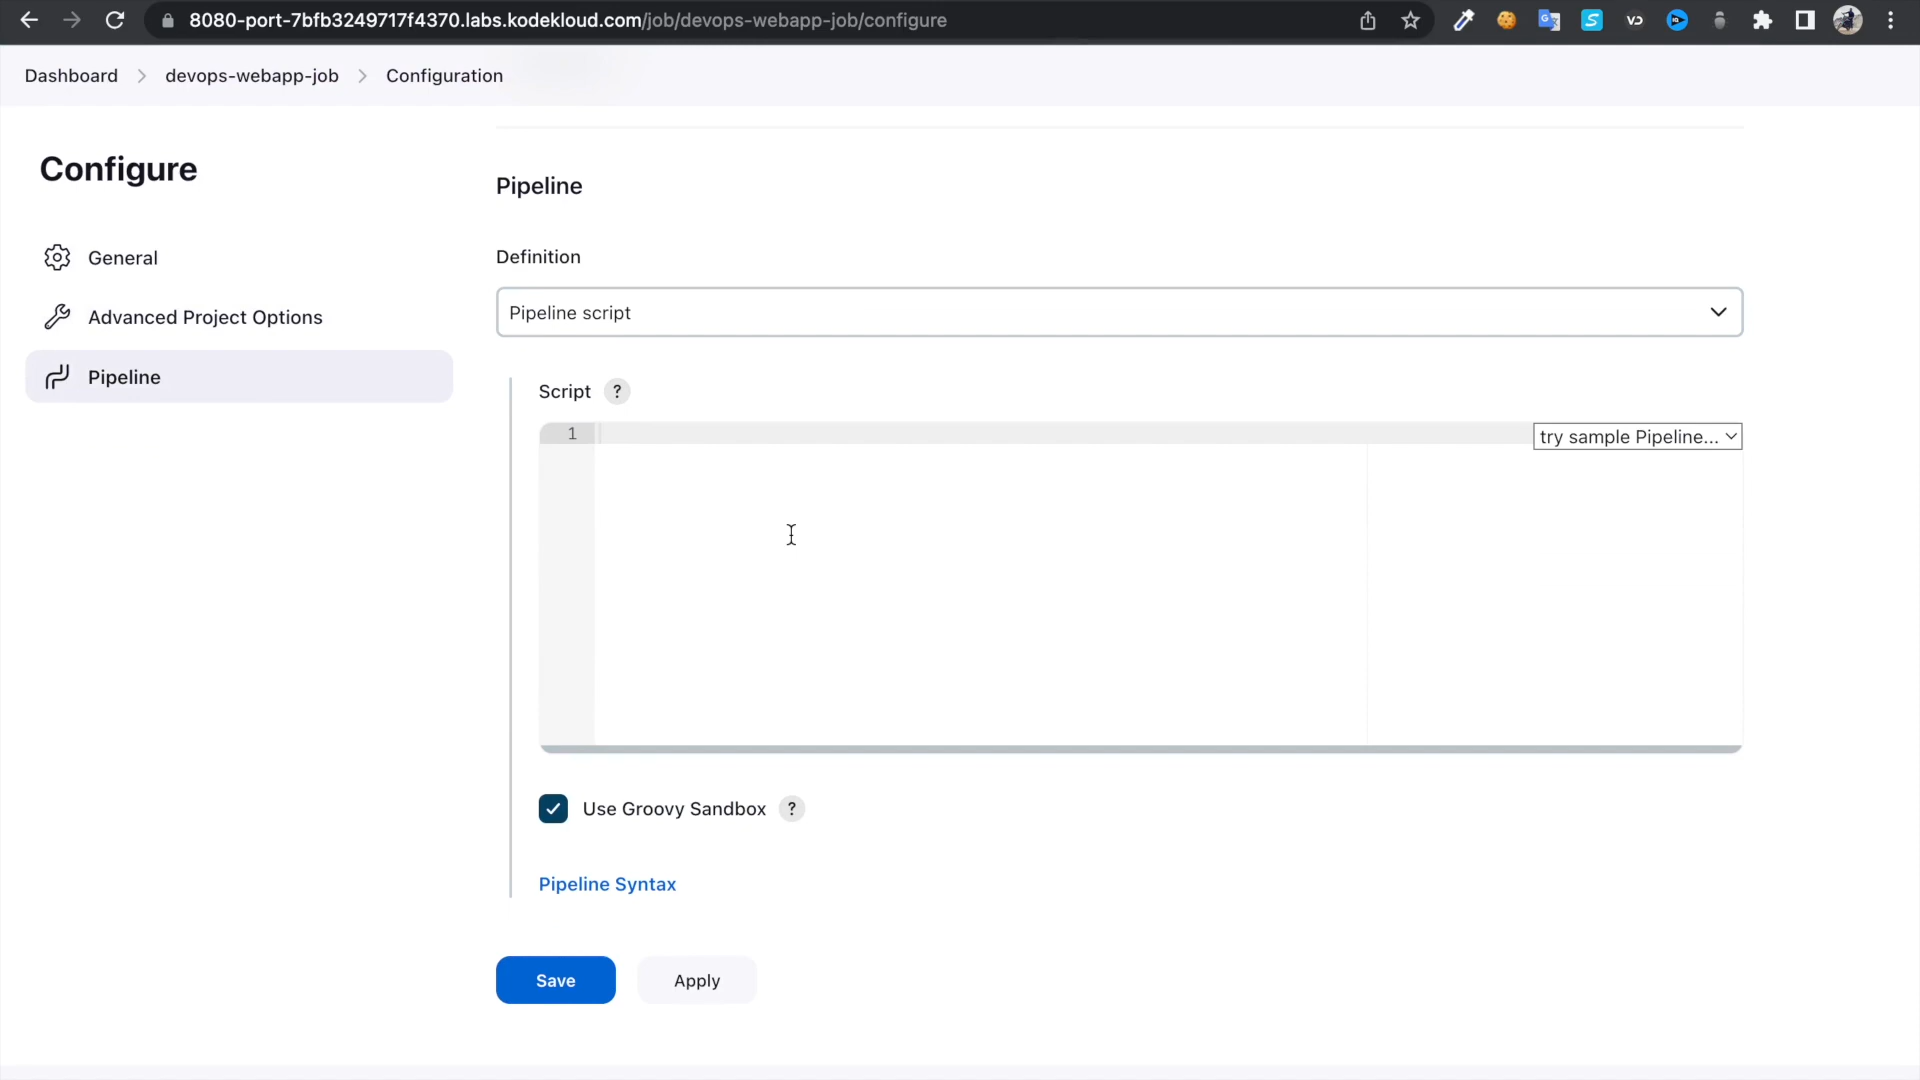 8080-port-7bfb3249717f4370.labs.kodekloud.com/job/devops-webapp-job/configure
Dashboard > devops-webapp-job > Configuration
Configure
General
Advanced Project Options
Pipeline
Pipeline
Definition
Pipeline script
Script ?
1
try sample Pipeline...
Use Groovy Sandbox ?
Pipeline Syntax
Save Apply